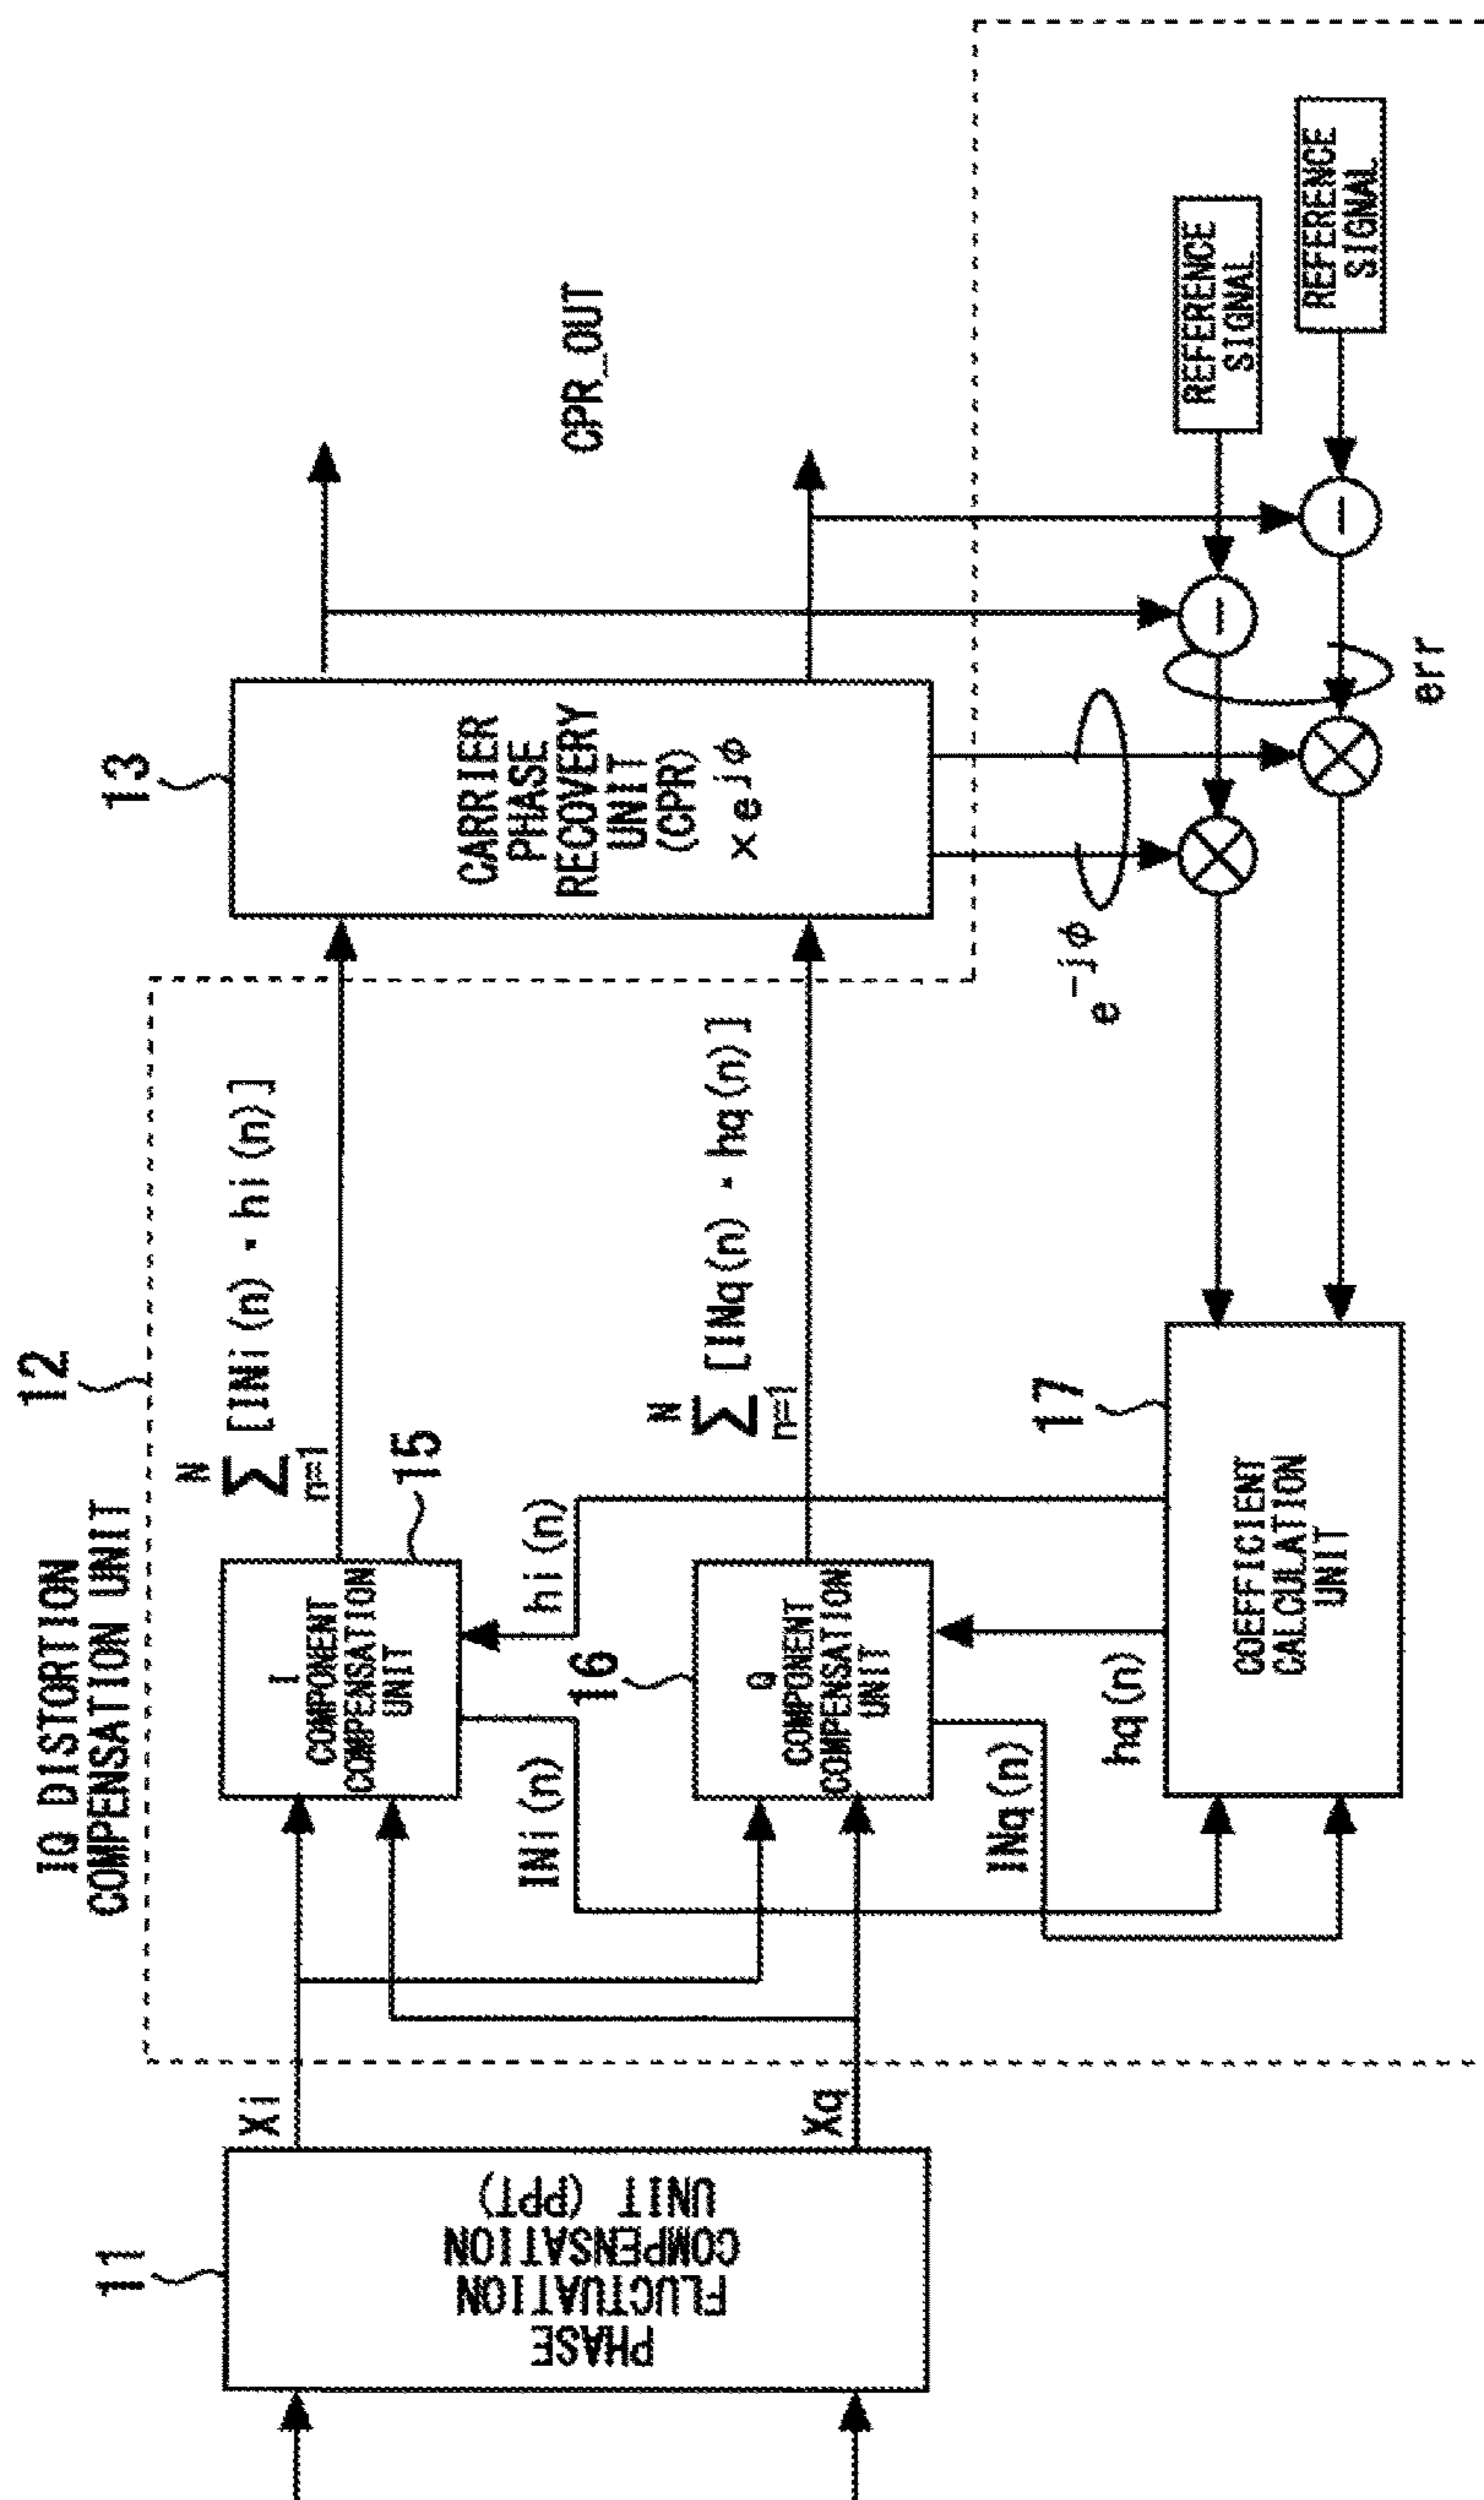 IQ DISTORTION
COMPENSATION UNIT
12
11
PHASE
FLUCTUATION
COMPENSATION
UNIT (PPT)
Xi
Xq
I
COMPONENT
COMPENSATION
UNIT
15
N
∑ [INi(n)・hi(n)]
n=1
INi(n)
hi(n)
16
Q
COMPONENT
COMPENSATION
UNIT
N
∑ [INq(n)・hq(n)]
n=1
INq(n)
hq(n)
17
COEFFICIENT
CALCULATION
UNIT
13
CARRIER
PHASE
RECOVERY
UNIT
(CPR)
×e^jφ
CPR_OUT
e^-jφ
err
REFERENCE
SIGNAL
REFERENCE
SIGNAL